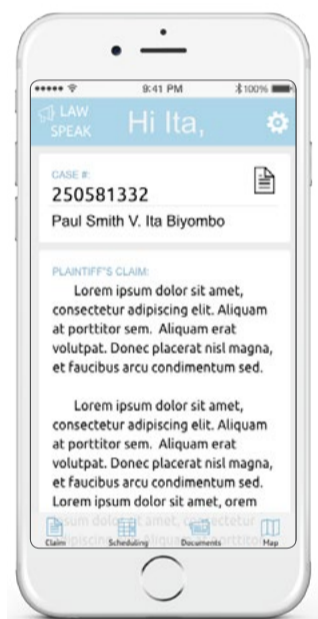 9:41 PM 100%
LAW SPEAK
Hi Ita,
CASE #:
250581332
Paul Smith V. Ita Biyombo
PLAINTIFF'S CLAIM:
Lorem ipsum dolor sit amet,
consectetur adipiscing elit. Aliquam
at porttitor sem. Aliquam erat
volutpat. Donec placerat nisl magna,
et faucibus arcu condimentum sed.
Lorem ipsum dolor sit amet,
consectetur adipiscing elit. Aliquam
at porttitor sem. Aliquam erat
volutpat. Donec placerat nisl magna,
et faucibus arcu condimentum sed.
Lorem ipsum dolor sit amet, orem
Claim Scheduling Documents Map